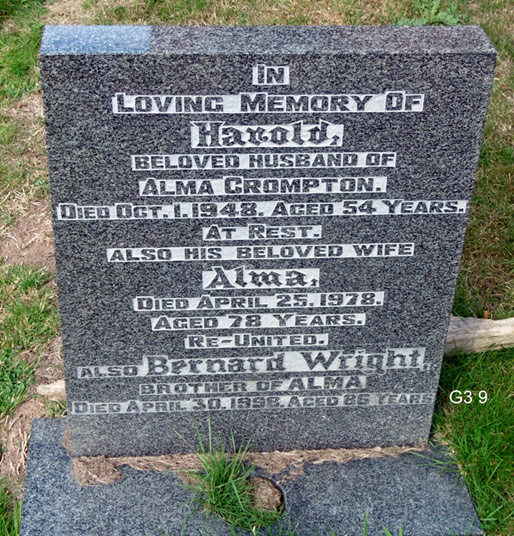 IN
LOVING MEMORY OF
Harold,
BELOVED HUSBAND OF
ALMA CROMPTON.
DIED OCT. 1. 1948. AGED 54 YEARS.
AT REST.
ALSO HIS BELOVED WIFE
Alma,
DIED APRIL 25, 1978.
AGED 78 YEARS.
RE-UNITED.
ALSO Bernard Wright,
BROTHER OF ALMA
DIED APRIL 30. AGED 86 YEARS
G3 9